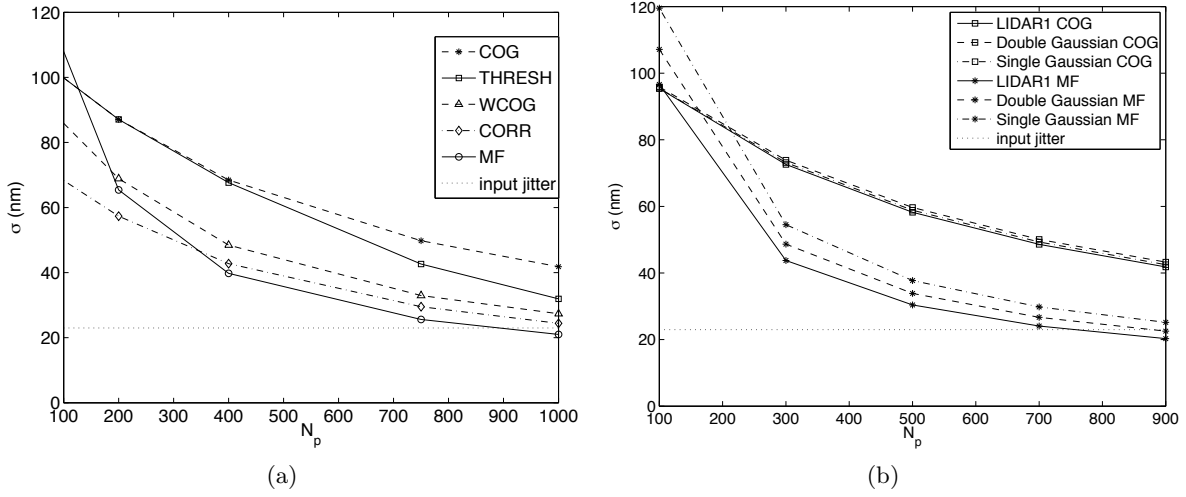 120
100
80
60
40
20
0
σ (nm)
100 200 300 400 500 600 700 800 900 1000
N_p
COG
THRESH
WCOG
CORR
MF
input jitter
(a)
120
100
80
60
40
20
0
σ (nm)
100 200 300 400 500 600 700 800 900
N_p
LIDAR1 COG
Double Gaussian COG
Single Gaussian COG
LIDAR1 MF
Double Gaussian MF
Single Gaussian MF
input jitter
(b)